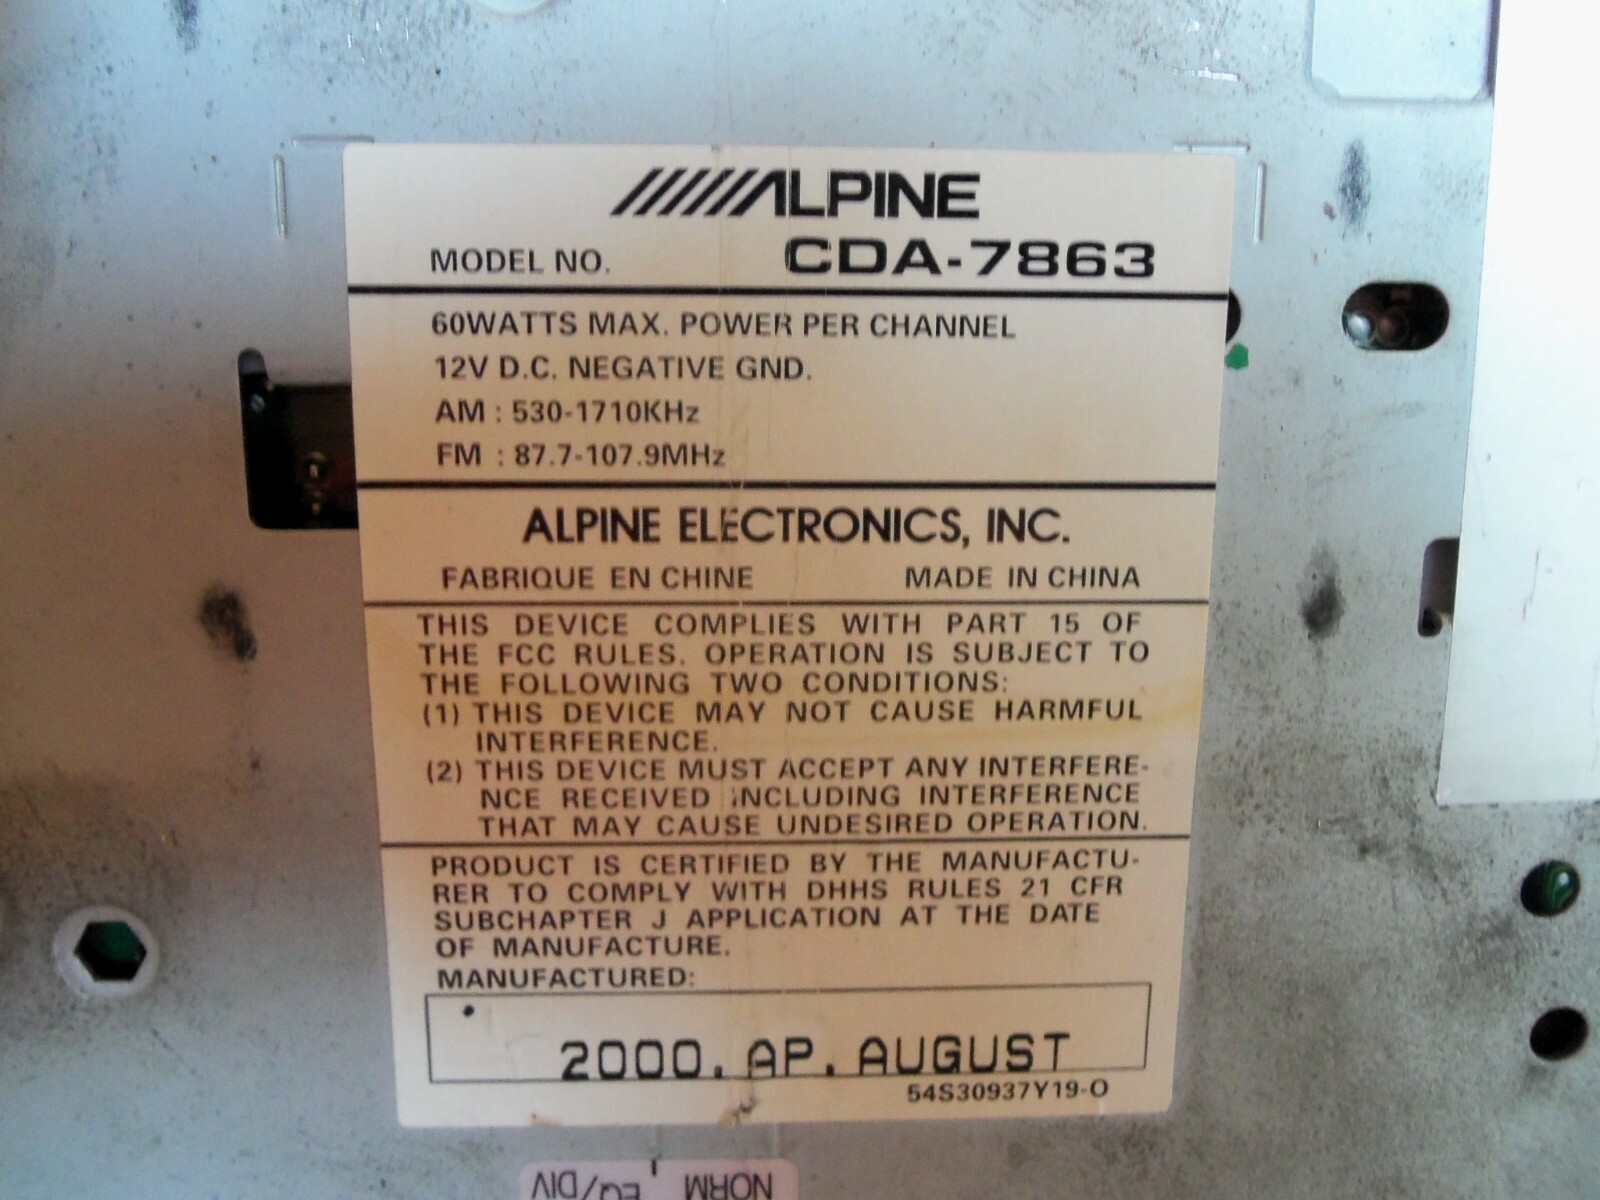 ALPINE
MODEL NO. CDA-7863
60WATTS MAX. POWER PER CHANNEL
12V D.C. NEGATIVE GND.
AM : 530-1710KHz
FM : 87.7-107.9MHz
ALPINE ELECTRONICS, INC.
FABRIQUE EN CHINE MADE IN CHINA
THIS DEVICE COMPLIES WITH PART 15 OF
THE FCC RULES. OPERATION IS SUBJECT TO
THE FOLLOWING TWO CONDITIONS:
(1) THIS DEVICE MAY NOT CAUSE HARMFUL
INTERFERENCE.
(2) THIS DEVICE MUST ACCEPT ANY INTERFERE-
NCE RECEIVED INCLUDING INTERFERENCE
THAT MAY CAUSE UNDESIRED OPERATION.
PRODUCT IS CERTIFIED BY THE MANUFACTU-
RER TO COMPLY WITH DHHS RULES 21 CFR
SUBCHAPTER J APPLICATION AT THE DATE
OF MANUFACTURE.
MANUFACTURED:
2000. AP. AUGUST
54S30937Y19-O
NORM EQ/DIV